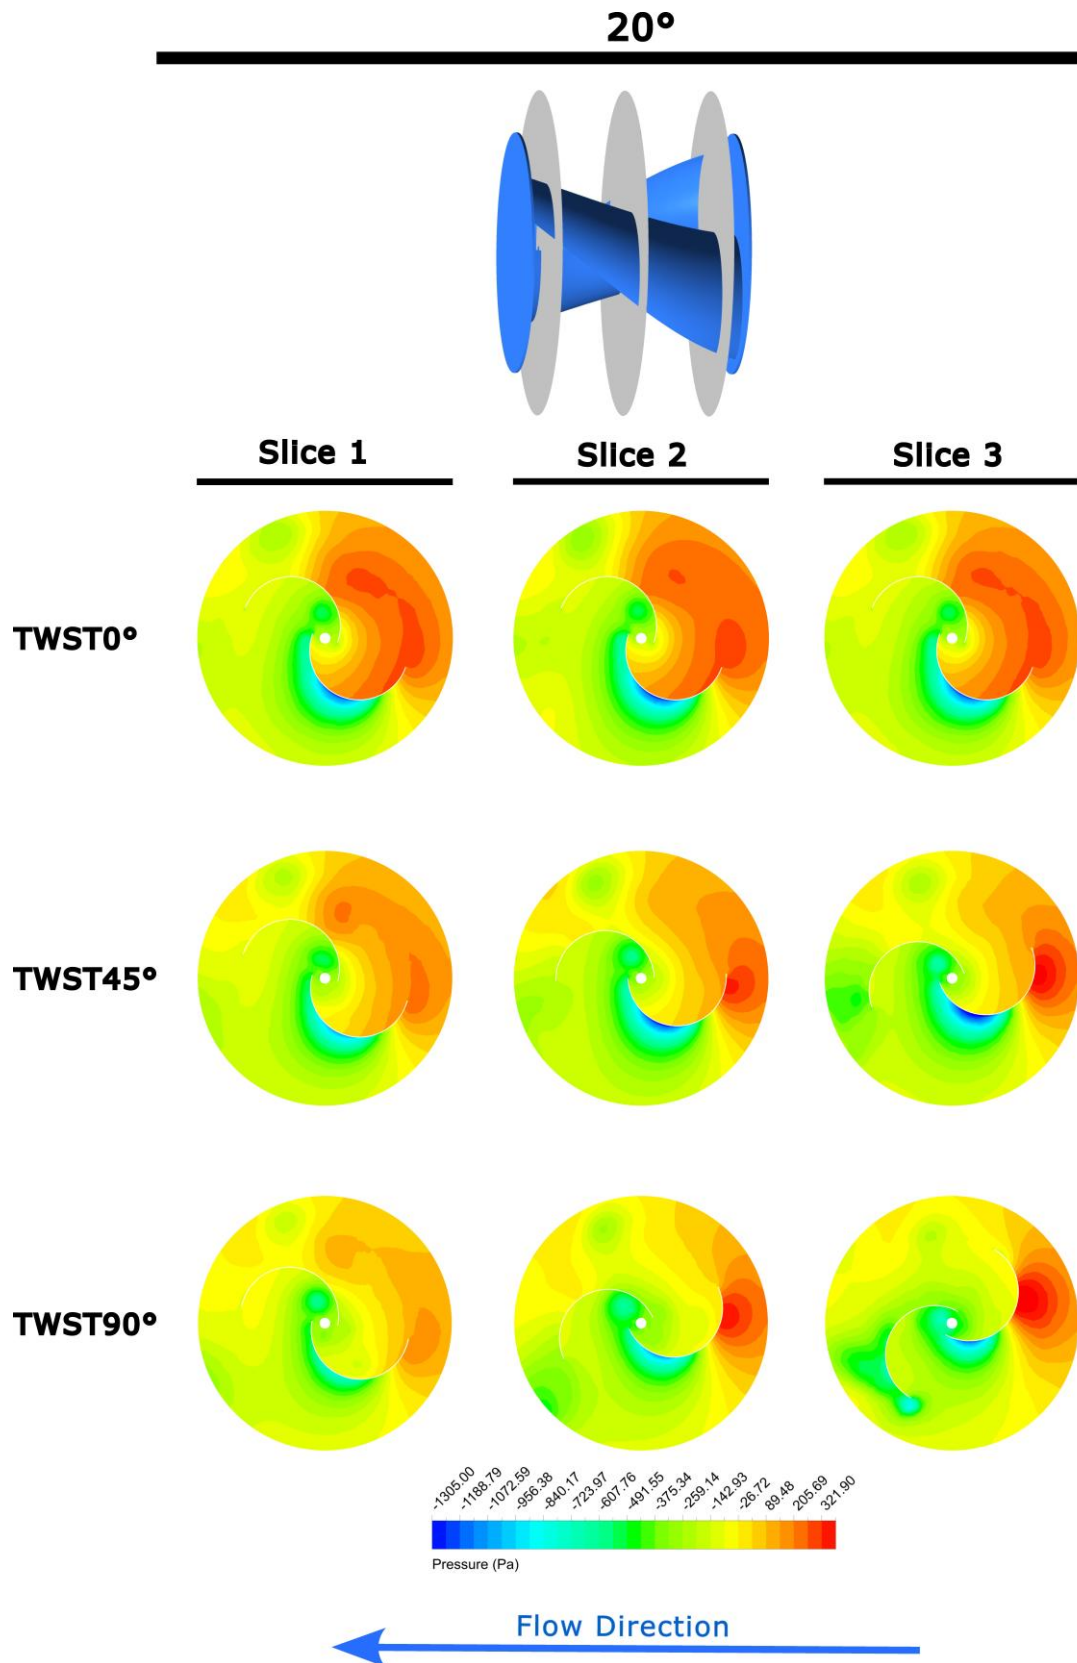 20°
Slice 1
Slice 2
Slice 3
TWST0°
TWST45°
TWST90°
-1305.00
-1188.79
-1072.59
-956.38
-840.17
-723.97
-607.76
-491.55
-375.34
-259.14
-142.93
-26.72
89.48
205.69
321.90
Pressure (Pa)
Flow Direction